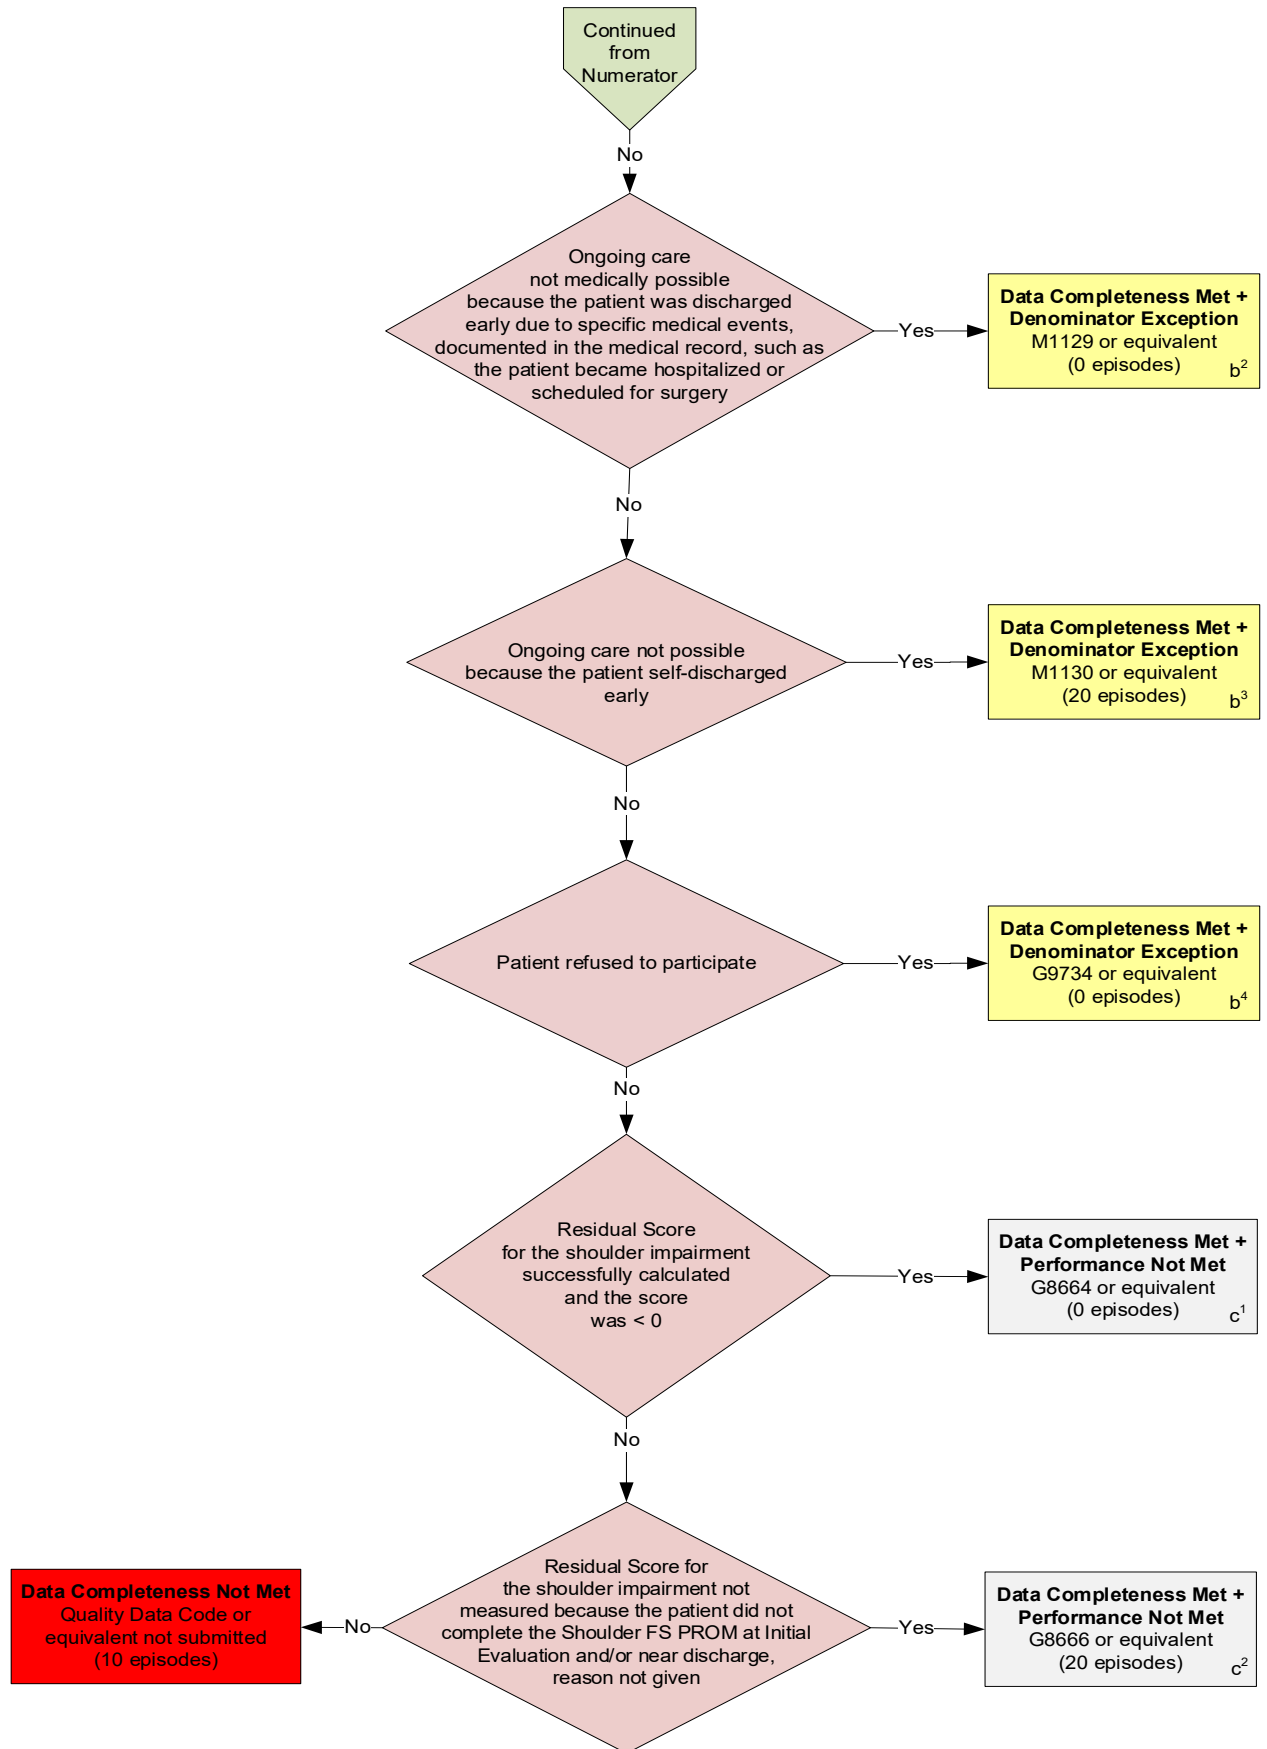 Continued
from
Numerator
No
Ongoing care
not medically possible
because the patient was discharged
early due to specific medical events,
documented in the medical record, such as
the patient became hospitalized or
scheduled for surgery
Yes
Data Completeness Met +
Denominator Exception
M1129 or equivalent
(0 episodes)
b²
No
Ongoing care not possible
because the patient self-discharged
early
Yes
Data Completeness Met +
Denominator Exception
M1130 or equivalent
(20 episodes)
b³
No
Patient refused to participate
Yes
Data Completeness Met +
Denominator Exception
G9734 or equivalent
(0 episodes)
b⁴
No
Residual Score
for the shoulder impairment
successfully calculated
and the score
was < 0
Yes
Data Completeness Met +
Performance Not Met
G8664 or equivalent
(0 episodes)
c¹
No
Residual Score for
the shoulder impairment not
measured because the patient did not
complete the Shoulder FS PROM at Initial
Evaluation and/or near discharge,
reason not given
Yes
Data Completeness Met +
Performance Not Met
G8666 or equivalent
(20 episodes)
c²
No
Data Completeness Not Met
Quality Data Code or
equivalent not submitted
(10 episodes)